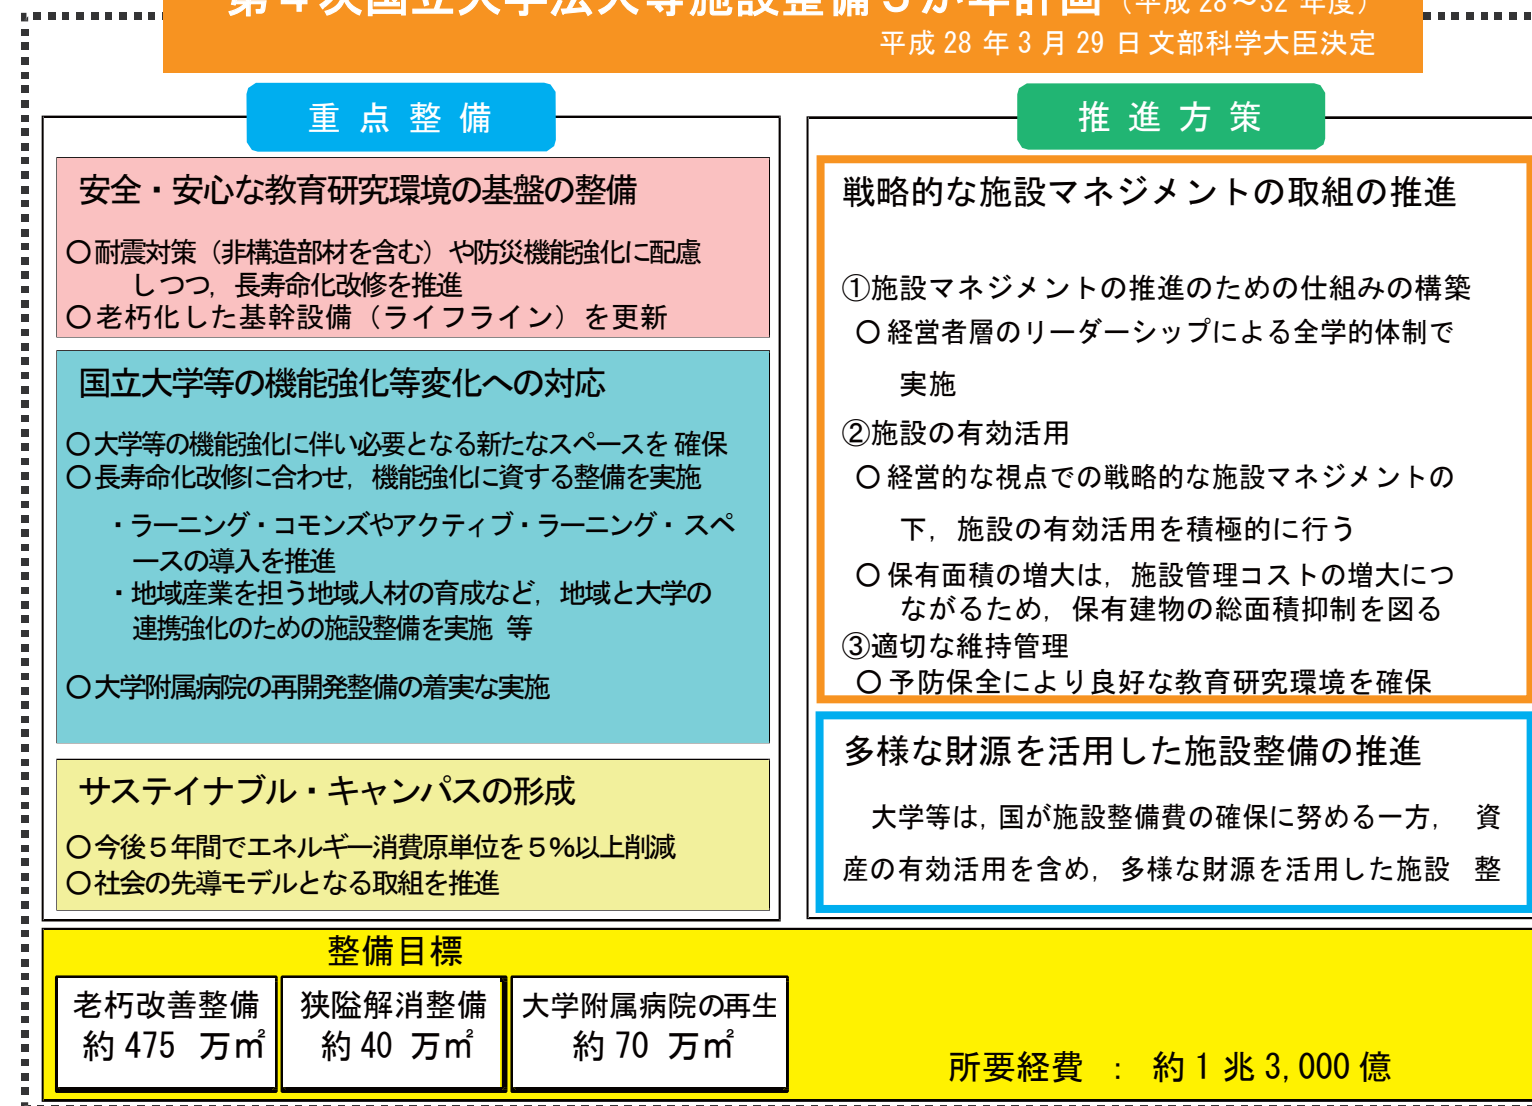 第４次国立大学法人等施設整備５か年計画（平成 28～32 年度）
平成 28 年 3 月 29 日 文部科学大臣決定
重 点 整 備
安全・安心な教育研究環境の基盤の整備
○耐震対策（非構造部材を含む）や防災機能強化に配慮
しつつ，長寿命化改修を推進
○老朽化した基幹設備（ライフライン）を更新
国立大学等の機能強化等変化への対応
○大学等の機能強化に伴い必要となる新たなスペースを 確保
○長寿命化改修に合わせ，機能強化に資する整備を実施
・ラーニング・コモンズやアクティブ・ラーニング・ スペ
ースの導入を推進
・地域産業を担う地域人材の育成など，地域と大学の
連携強化のための施設整備を実施 等
○大学附属病院の再開発整備の着実な実施
サステイナブル・キャンパスの形成
○今後５年間でエネルギー消費原単位を５%以上削減
○社会の先導モデルとなる取組を推進
推 進 方 策
戦略的な施設マネジメントの取組の推進
①施設マネジメントの推進のための仕組みの構築
○ 経営者層のリーダーシップによる全学的体制で
実施
②施設の有効活用
○ 経営的な視点での戦略的な施設マネジメントの
下，施設の有効活用を積極的に行う
○ 保有面積の増大は，施設管理コストの増大につ
ながるため，保有建物の総面積抑制を図る
③適切な維持管理
○ 予防保全により良好な教育研究環境を確保
多様な財源を活用した施設整備の推進
大学等は，国が施設整備費の確保に努める一方， 資
産の有効活用を含め，多様な財源を活用した施設 整
整備目標
老朽改善整備
約 475 万㎡
狭隘解消整備
約 40 万㎡
大学附属病院の再生
約 70 万㎡
所要経費 ： 約 1 兆 3,000 億